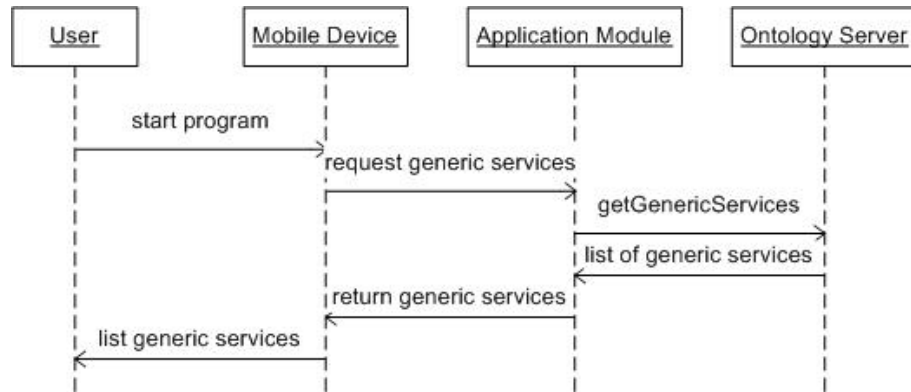 User
Mobile Device
Application Module
Ontology Server
start program
request generic services
getGenericServices
list of generic services
return generic services
list generic services